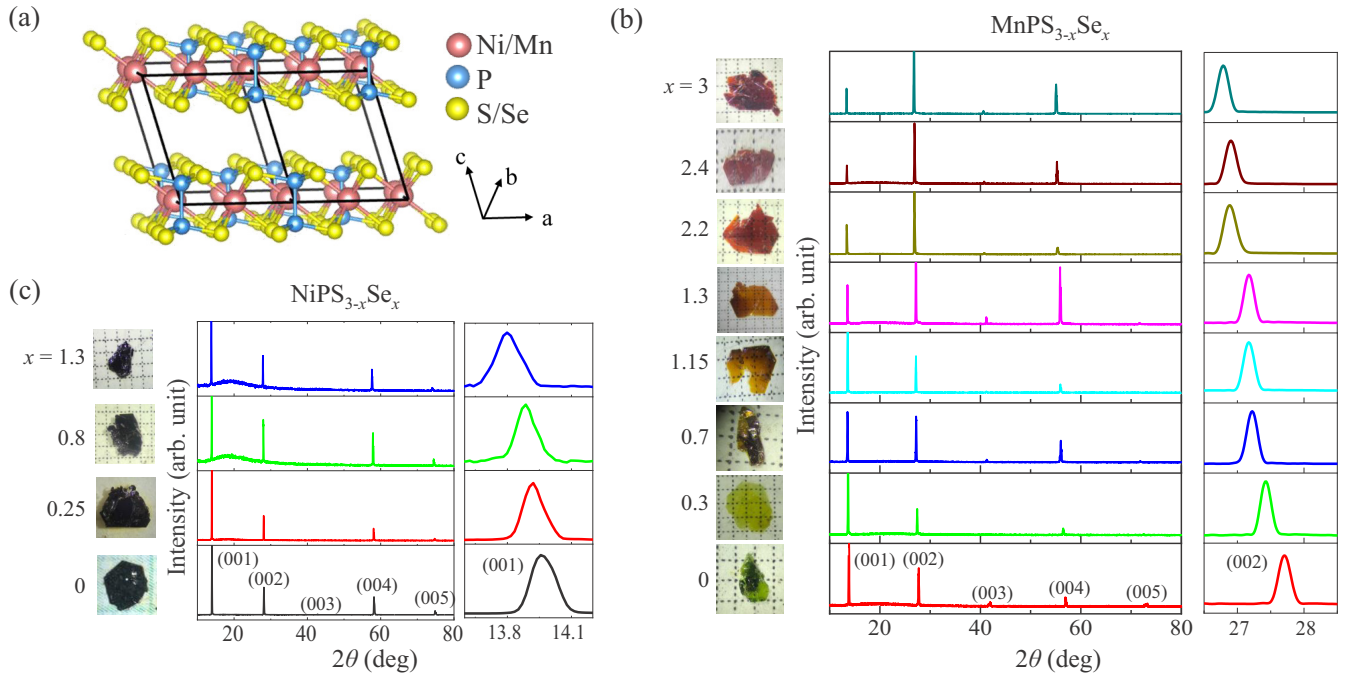 (a)
Ni/Mn
P
S/Se
c
b
a
(b)
MnPS3-xSex
x = 3
2.4
2.2
1.3
1.15
0.7
0.3
0
Intensity (arb. unit)
(001)
(002)
(003)
(004)
(005)
(002)
20 40 60 80
27 28
2θ (deg)
(c)
NiPS3-xSex
x = 1.3
0.8
0.25
0
Intensity (arb. unit)
(001)
(002)
(003)
(004)
(005)
(001)
20 40 60 80
13.8 14.1
2θ (deg)